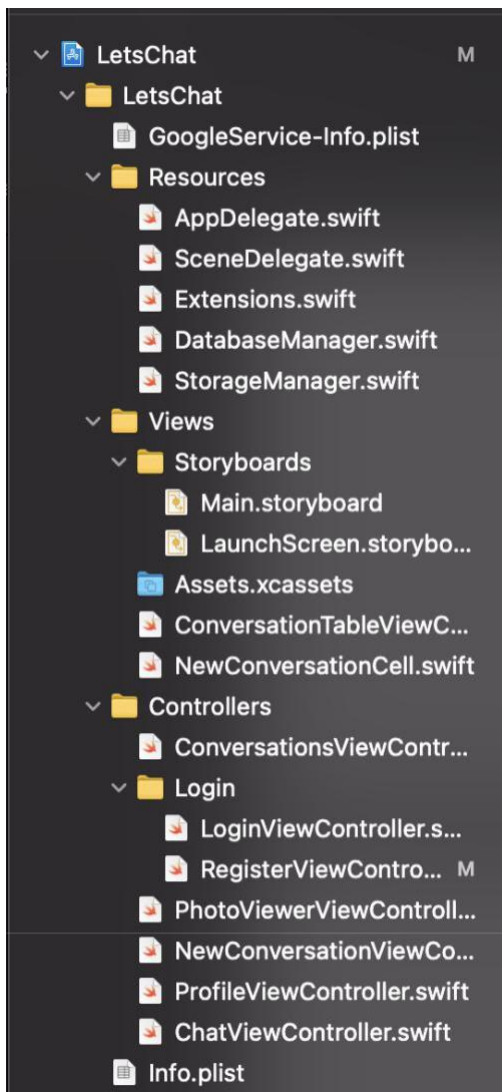 LetsChat M
LetsChat
GoogleService-Info.plist
Resources
AppDelegate.swift
SceneDelegate.swift
Extensions.swift
DatabaseManager.swift
StorageManager.swift
Views
Storyboards
Main.storyboard
LaunchScreen.storybo...
Assets.xcassets
ConversationTableViewC...
NewConversationCell.swift
Controllers
ConversationsViewContr...
Login
LoginViewController.s...
RegisterViewContro... M
PhotoViewerViewControll...
NewConversationViewCo...
ProfileViewController.swift
ChatViewController.swift
Info.plist